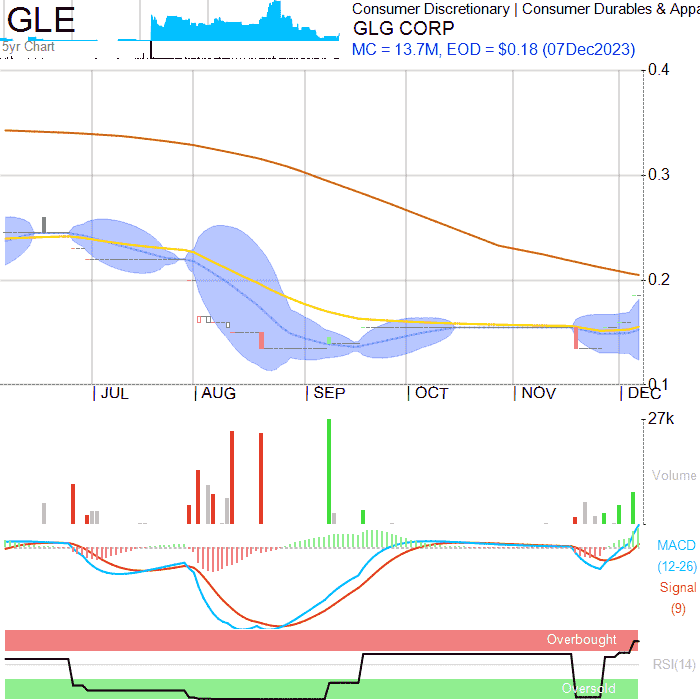 GLE
5yr Chart
Consumer Discretionary | Consumer Durables & Appa
GLG CORP
MC = 13.7M, EOD = $0.18 (07Dec2023)
0.4
0.3
0.2
0.1
JUL AUG SEP OCT NOV DEC
27k
Volume
MACD
(12-26)
Signal
(9)
Overbought
RSI(14)
Oversold